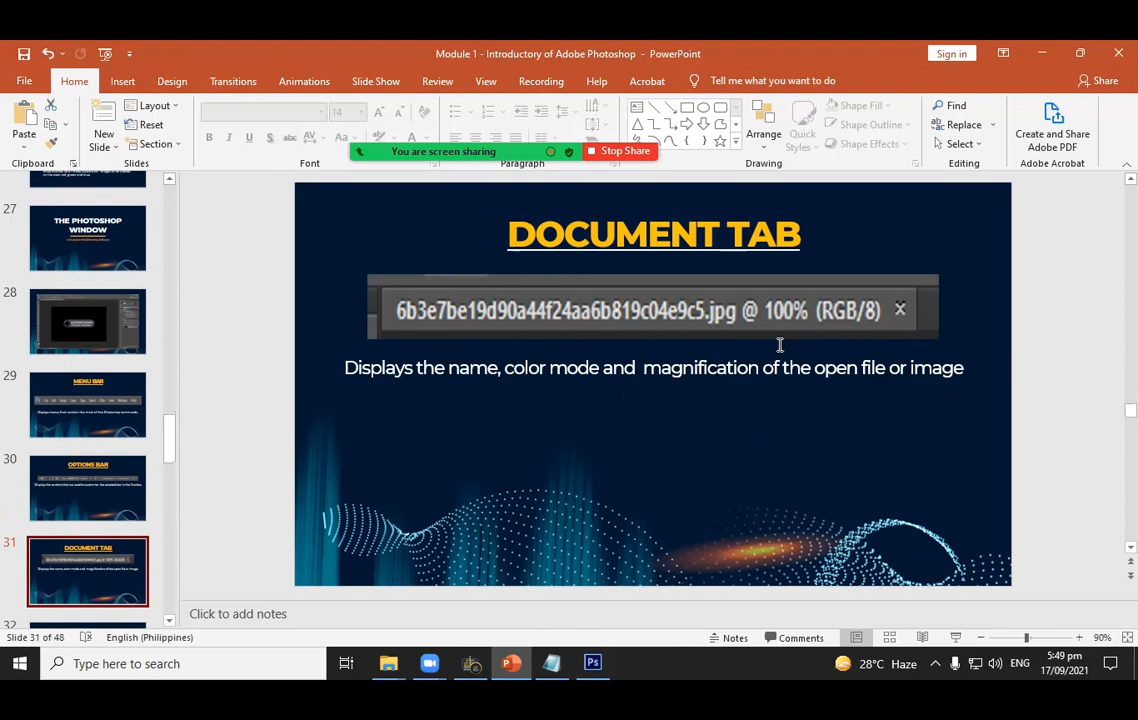 Module 1 - Introductory of Adobe Photoshop - PowerPoint
Sign in
File Home Insert Design Transitions Animations Slide Show Review View Recording Help Acrobat Tell me what you want to do Share
Paste
New Slide
Layout
Reset
Section
14
Aa
Arrange
Quick Styles
Shape Fill
Shape Outline
Shape Effects
Find
Replace
Select
Create and Share Adobe PDF
Clipboard Slides Font Paragraph Drawing Editing Adobe Acrobat
You are screen sharing
Stop Share
27
THE PHOTOSHOP
WINDOW
28
29
MENU BAR
30
OPTIONS BAR
31
DOCUMENT TAB
32
DOCUMENT TAB
6b3e7be19d90a44f24aa6b819c04e9c5.jpg @ 100% (RGB/8) ×
Displays the name, color mode and magnification of the open file or image
Click to add notes
Slide 31 of 48 English (Philippines) Notes Comments 90%
Type here to search
Ps
28°C Haze ENG
5:49 pm
17/09/2021